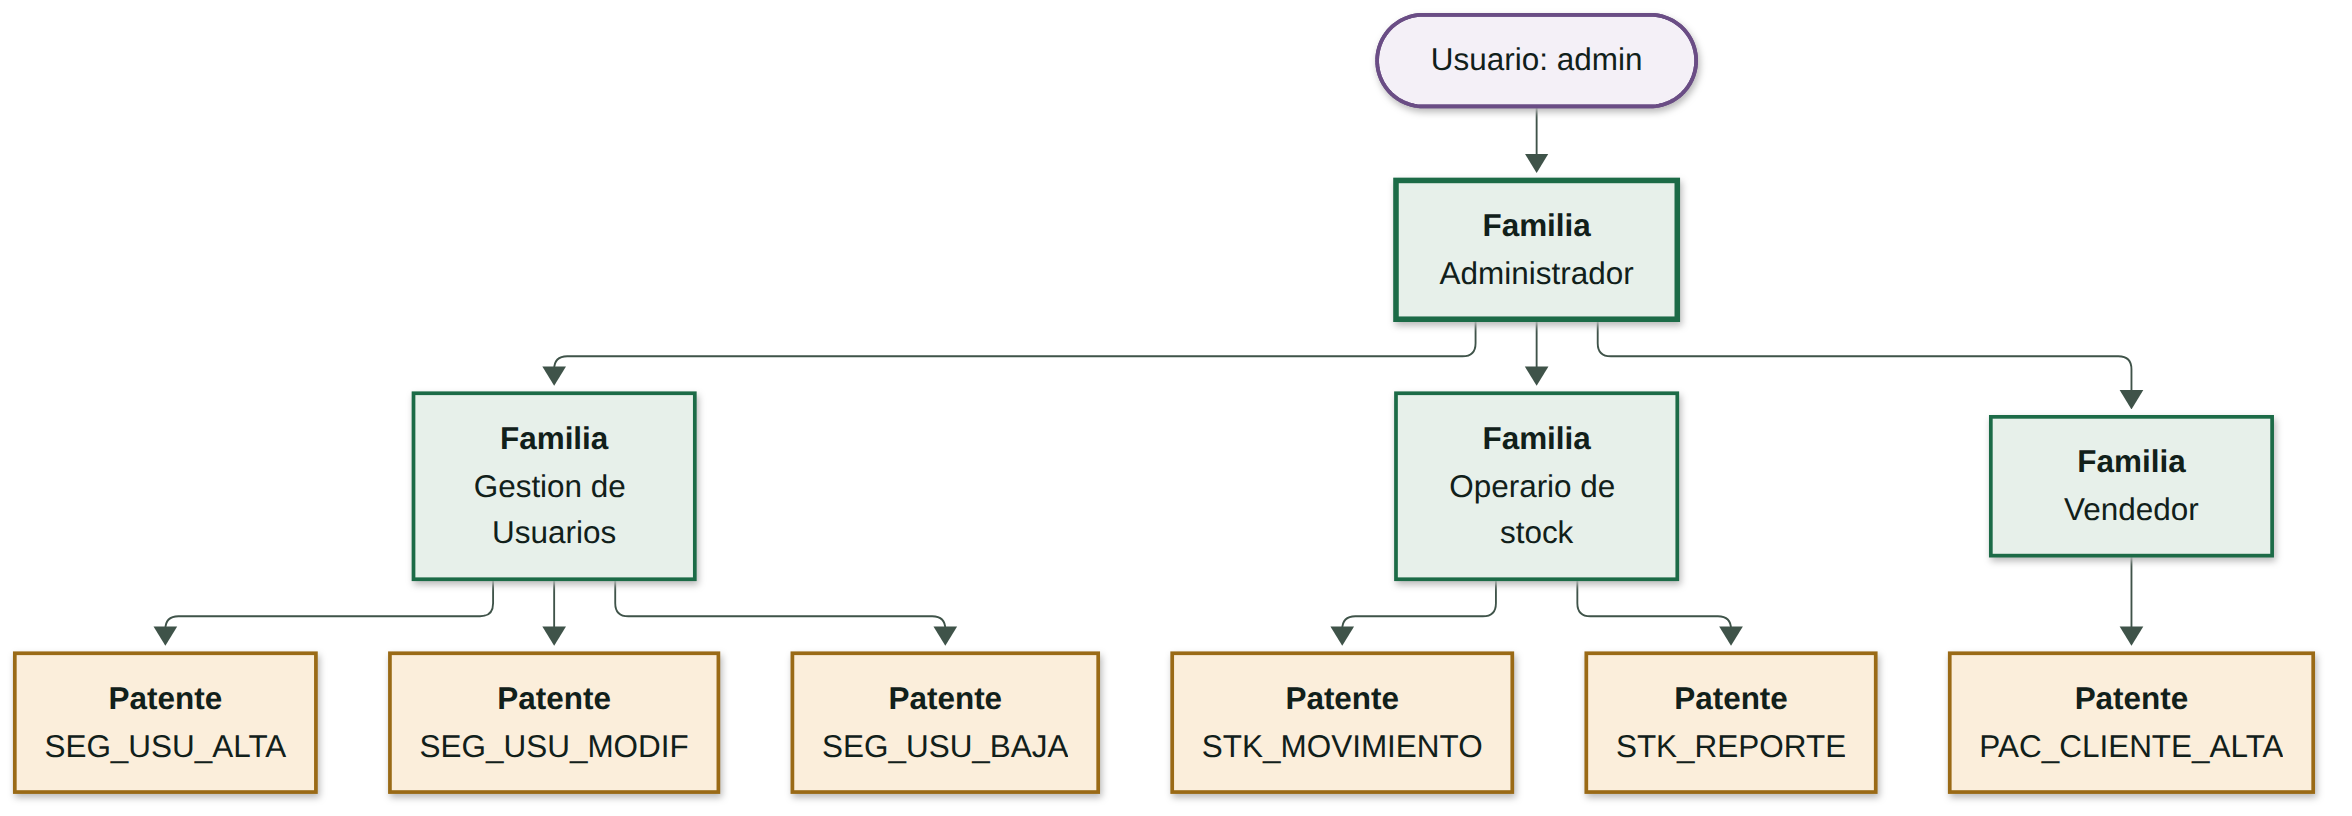 Usuario: admin
Familia
Administrador
Familia
Gestion de
Usuarios
Familia
Operario de
stock
Familia
Vendedor
Patente
SEG_USU_ALTA
Patente
SEG_USU_MODIF
Patente
SEG_USU_BAJA
Patente
STK_MOVIMIENTO
Patente
STK_REPORTE
Patente
PAC_CLIENTE_ALTA